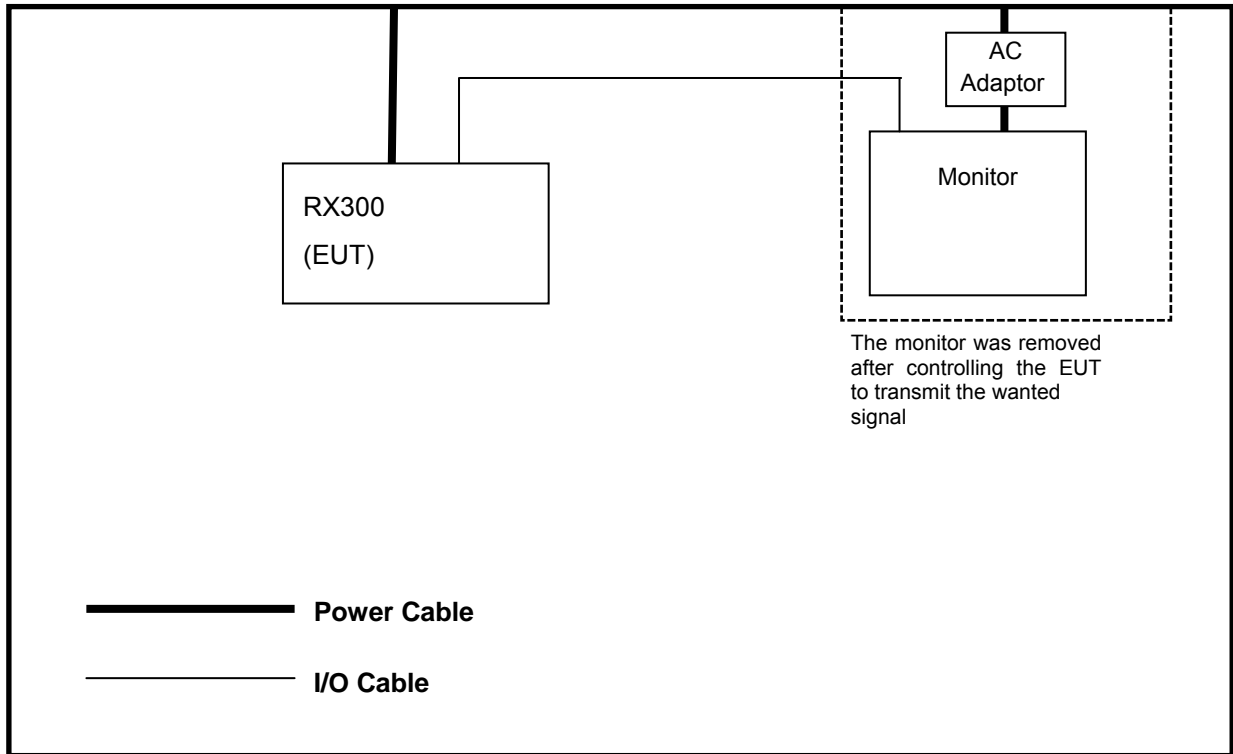 AC
Adaptor
Monitor
RX300
(EUT)
The monitor was removed
after controlling the EUT
to transmit the wanted
signal
Power Cable
I/O Cable